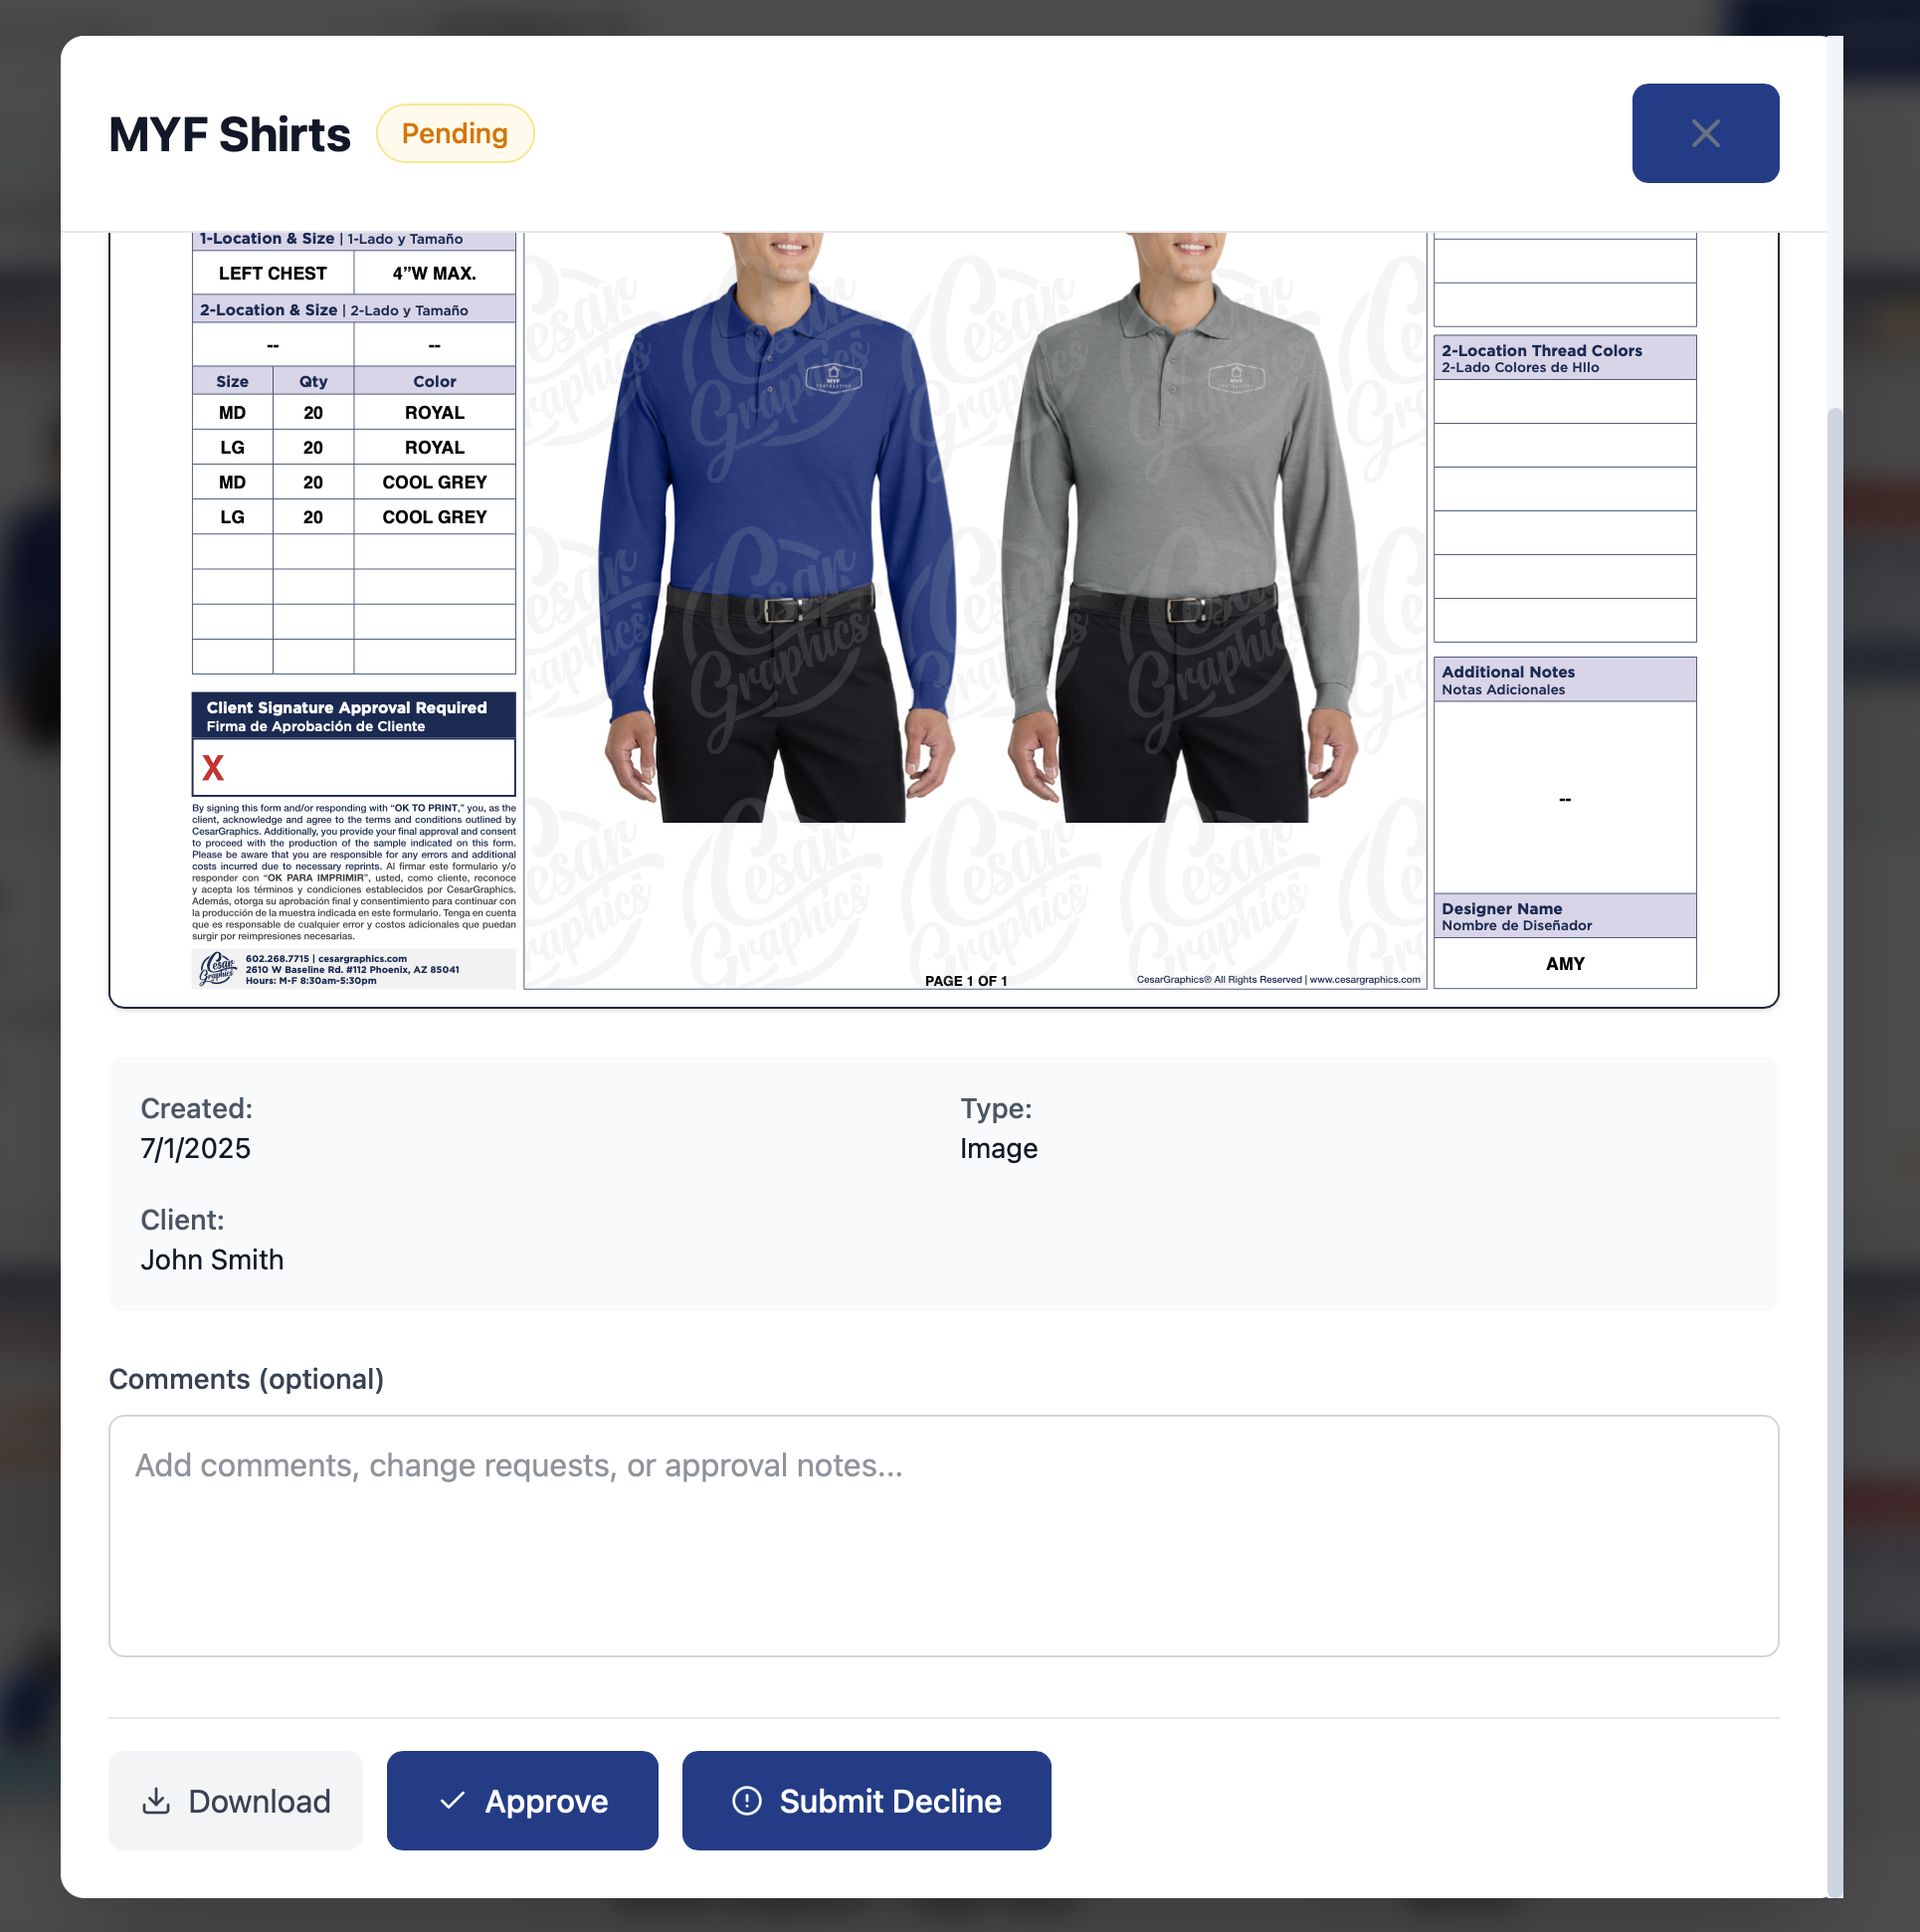 MYF Shirts
Pending
1-Location & Size | 1-Lado y Tamaño
LEFT CHEST 4”W MAX.
2-Location & Size | 2-Lado y Tamaño
-- --
Size Qty Color
MD 20 ROYAL
LG 20 ROYAL
MD 20 COOL GREY
LG 20 COOL GREY
Client Signature Approval Required
Firma de Aprobación de Cliente
X
By signing this form and/or responding with “OK TO PRINT,” you, as the
client, acknowledge and agree to the terms and conditions outlined by
CesarGraphics. Additionally, you provide your final approval and consent
to proceed with the production of the sample indicated on this form.
Please be aware that you are responsible for any errors and additional
costs incurred due to necessary reprints. Al firmar este formulario y/o
responder con “OK PARA IMPRIMIR”, usted, como cliente, reconoce
y acepta los términos y condiciones establecidos por CesarGraphics.
Además, otorga su aprobación final y consentimiento para continuar con
la producción de la muestra indicada en este formulario. Tenga en cuenta
que es responsable de cualquier error y costos adicionales que puedan
surgir por reimpresiones necesarias.
Cesar
Graphics
602.268.7715 | cesargraphics.com
2610 W Baseline Rd. #112 Phoenix, AZ 85041
Hours: M-F 8:30am-5:30pm
Cesar Graphics
MYF
MYF
PAGE 1 OF 1
CesarGraphics® All Rights Reserved | www.cesargraphics.com
2-Location Thread Colors
2-Lado Colores de HIlo
Additional Notes
Notas Adicionales
--
Designer Name
Nombre de Diseñador
AMY
Created:
7/1/2025
Type:
Image
Client:
John Smith
Comments (optional)
Add comments, change requests, or approval notes...
Download
Approve
Submit Decline